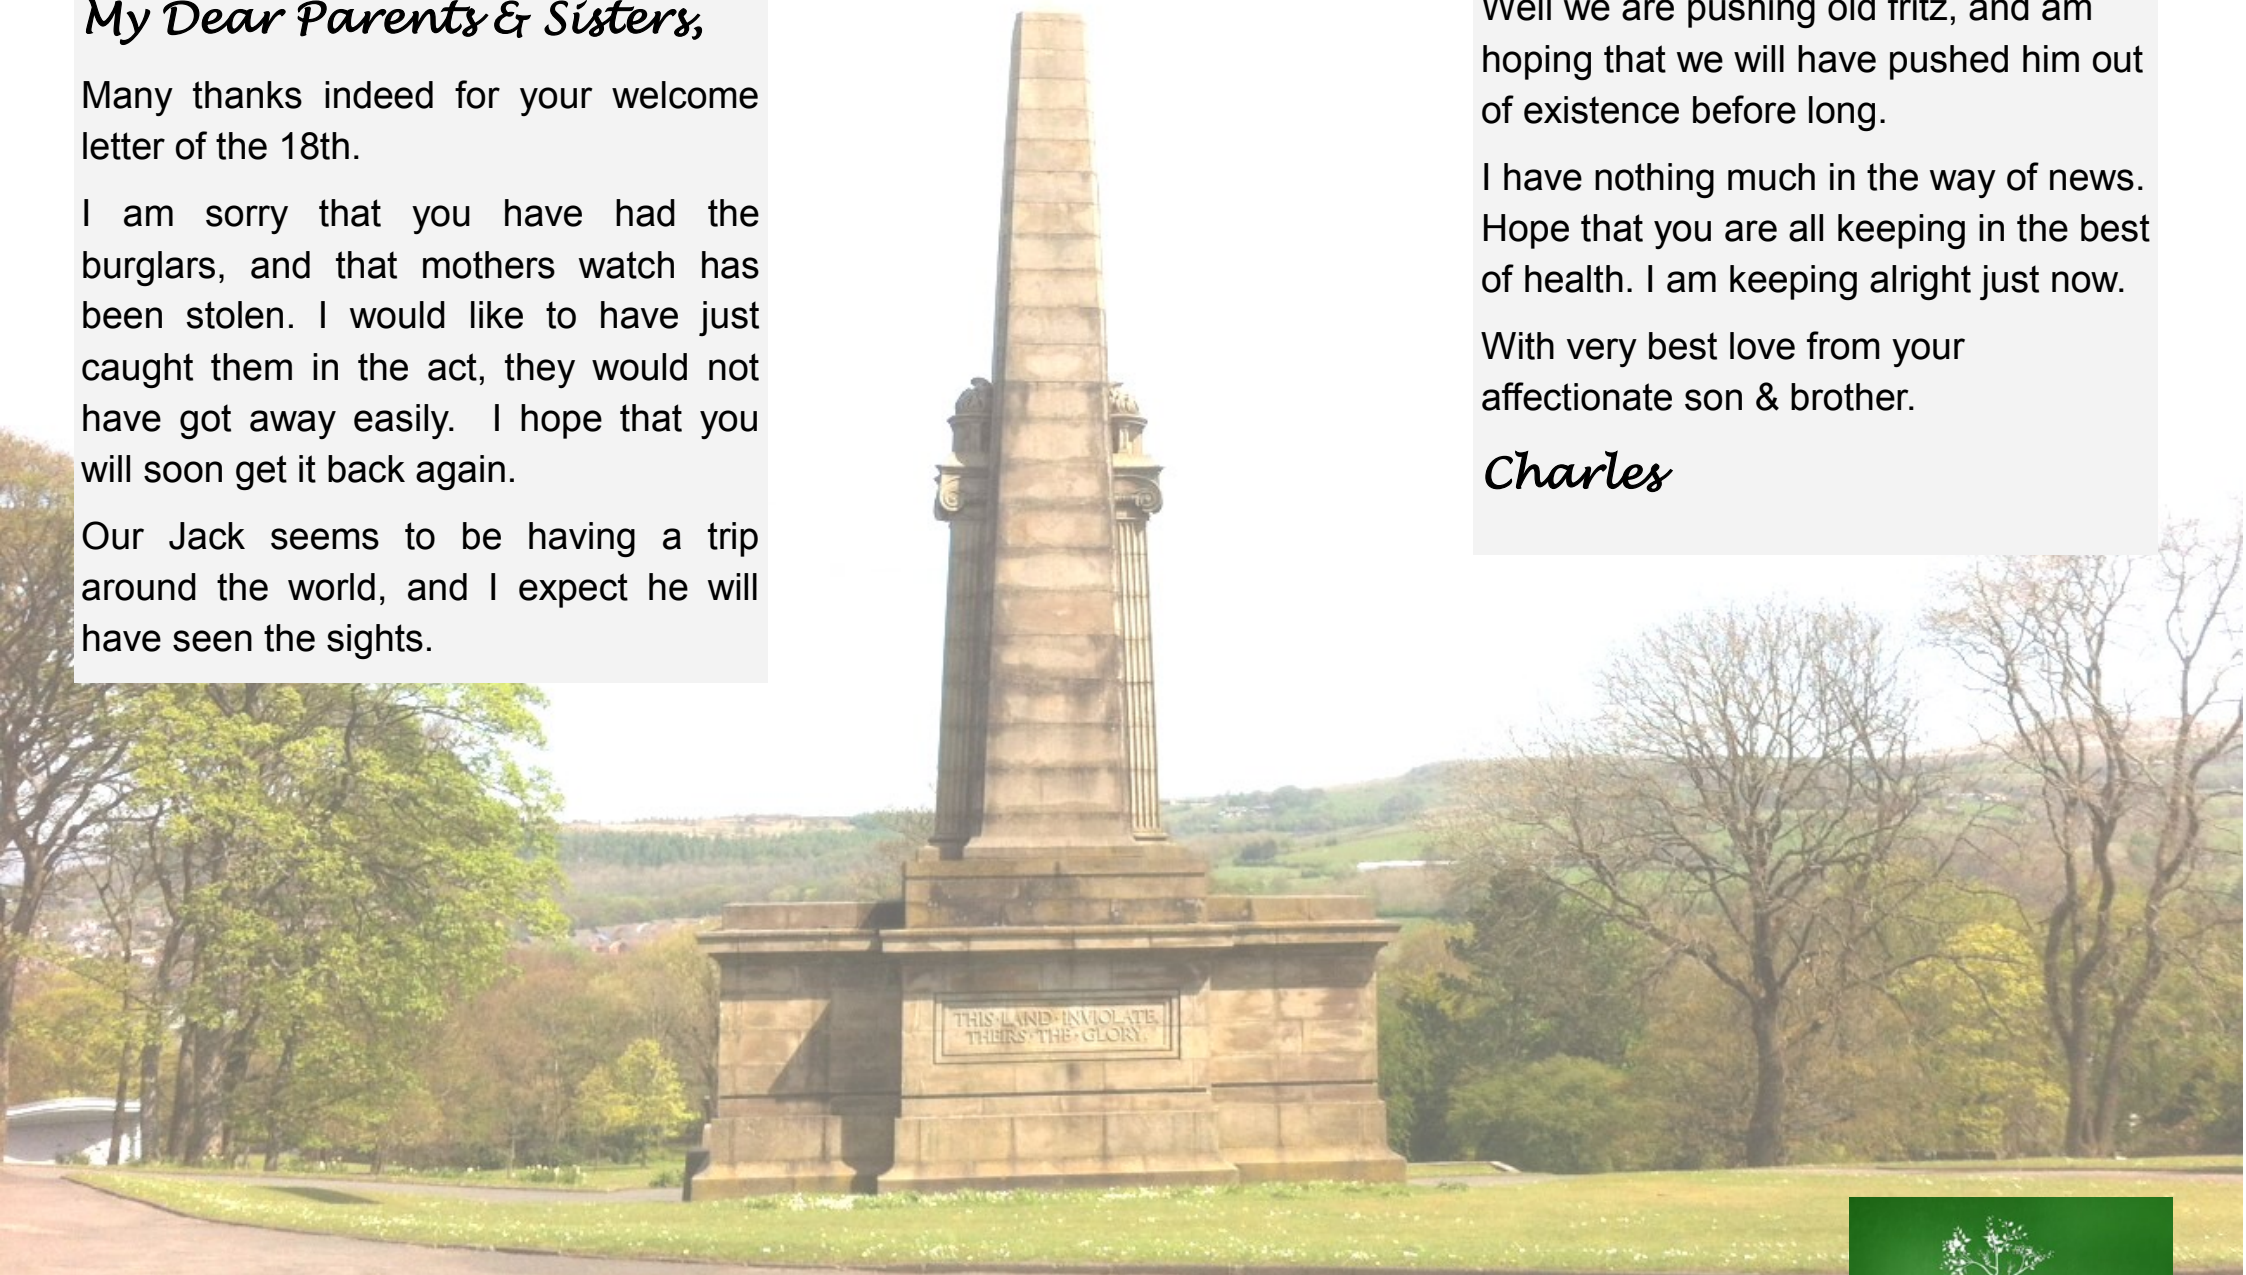 My Dear Parents & Sisters,
Many thanks indeed for your welcome
letter of the 18th.
I am sorry that you have had the
burglars, and that mothers watch has
been stolen. I would like to have just
caught them in the act, they would not
have got away easily. I hope that you
will soon get it back again.
Our Jack seems to be having a trip
around the world, and I expect he will
have seen the sights.
Well we are pushing old fritz, and am
hoping that we will have pushed him out
of existence before long.
I have nothing much in the way of news.
Hope that you are all keeping in the best
of health. I am keeping alright just now.
With very best love from your
affectionate son & brother.
Charles
THIS·LAND·INVIOLATE.
THEIRS·THE·GLORY.